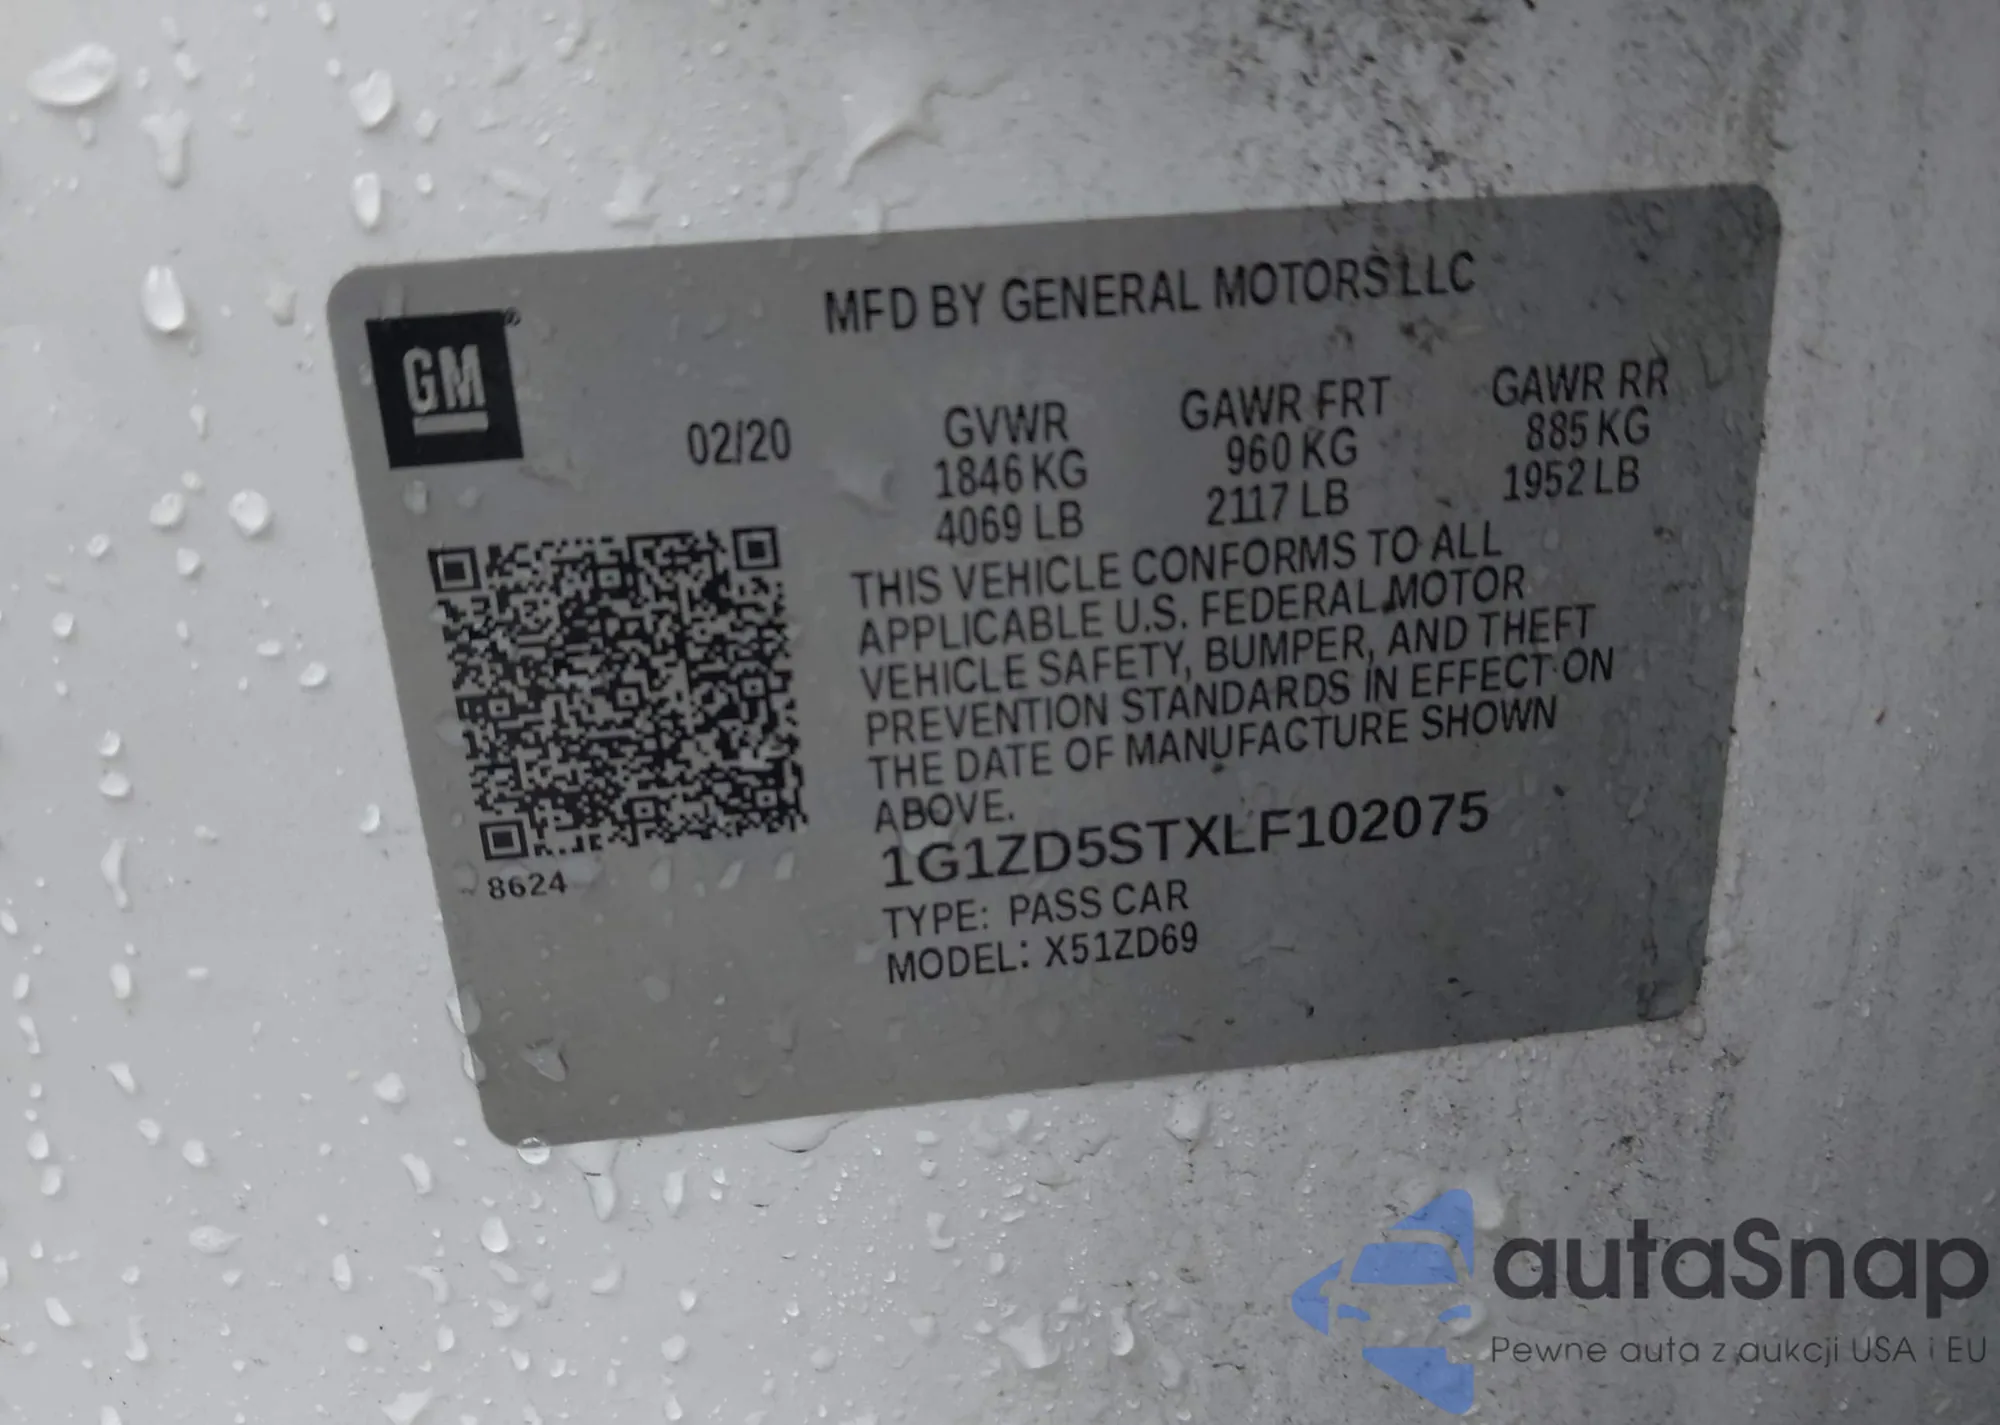 MFD BY GENERAL MOTORS LLC
GM®
02/20
GVWR GAWR FRT GAWR RR
1846 KG 960 KG 885 KG
4069 LB 2117 LB 1952 LB
THIS VEHICLE CONFORMS TO ALL
APPLICABLE U.S. FEDERAL MOTOR
VEHICLE SAFETY, BUMPER, AND THEFT
PREVENTION STANDARDS IN EFFECT ON
THE DATE OF MANUFACTURE SHOWN
ABOVE.
1G1ZD5STXLF102075
8624
TYPE: PASS CAR
MODEL: X51ZD69
autaSnap
Pewne auta z aukcji USA i EU